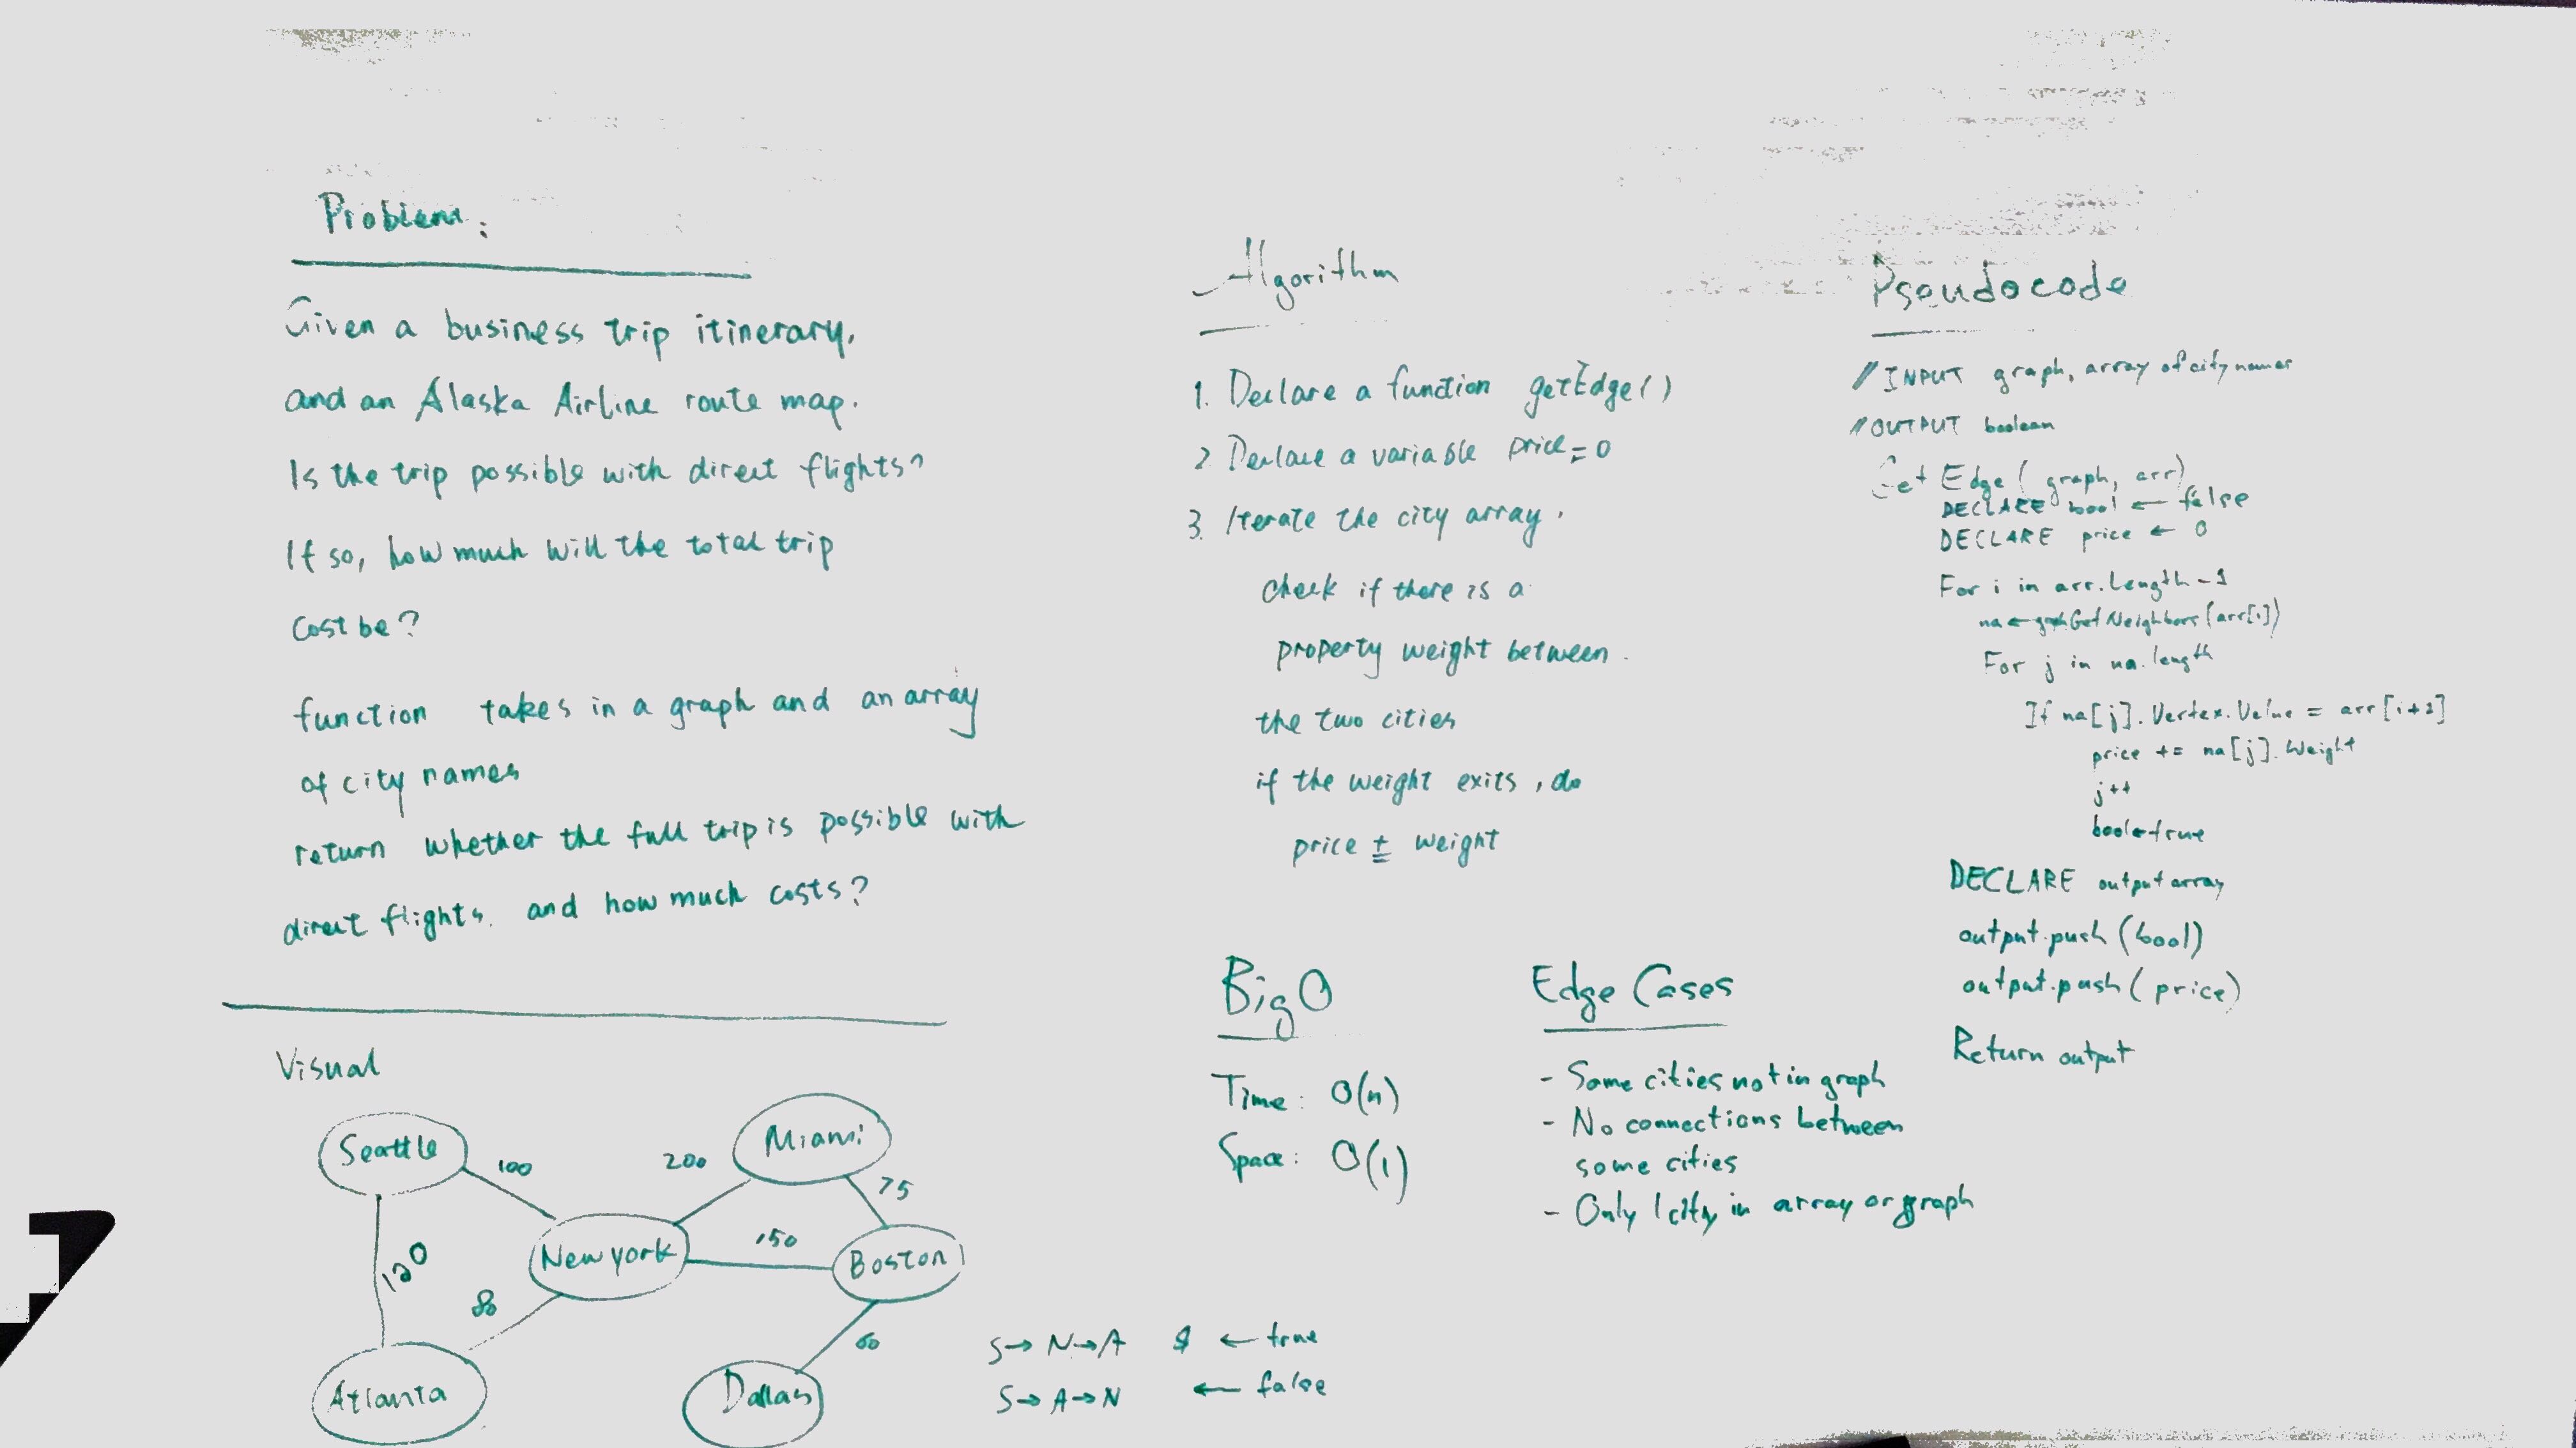 Problem:
Given a business trip itinerary,
and an Alaska Airline route map.
Is the trip possible with direct flights?
If so, how much will the total trip
cost be?
function takes in a graph and an array
of city names
return whether the full trip is possible with
direct flights. and how much costs?
Visual
Seattle
100
200
Miami
75
New york
150
Boston
120
80
60
Atlanta
Dallas
S→ N→A $ ← true
S→ A→N ← false
Algorithm
1. Declare a function getEdge()
2 Declare a variable price = 0
3. Iterate the city array.
check if there is a
property weight between.
the two cities
if the weight exits, do
price += weight
Big O
Time: O(n)
Space: O(1)
Edge Cases
- Some cities not in graph
- No connections between
some cities
- Only 1 city in array or graph
Pseudocode
// INPUT graph, array of city names
// OUTPUT boolean
Get Edge( graph, arr)
DECLARE bool ← false
DECLARE price ← 0
For i in arr.length -1
na ← Get Neighbors(arr[i])
For j in na.length
If na[j].Vertex.Value = arr[i+1]
price += na[j].Weight
j++
bool←true
DECLARE output array
output.push(bool)
output.push(price)
Return output